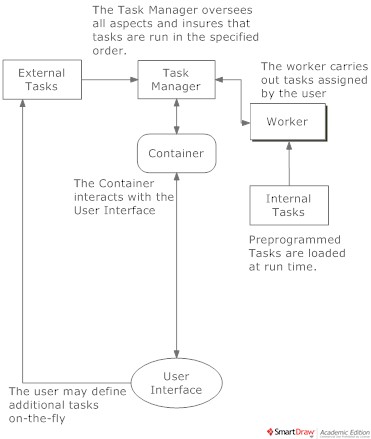 The Task Manager oversees
all aspects and insures that
tasks are run in the specified
order.
External
Tasks
Task
Manager
The worker carries
out tasks assigned
by the user
Worker
Container
The Container
interacts with the
User Interface
Internal
Tasks
Preprogrammed
Tasks are loaded
at run time.
User
Interface
The user may define
additional tasks
on-the-fly
SmartDraw
Academic Edition